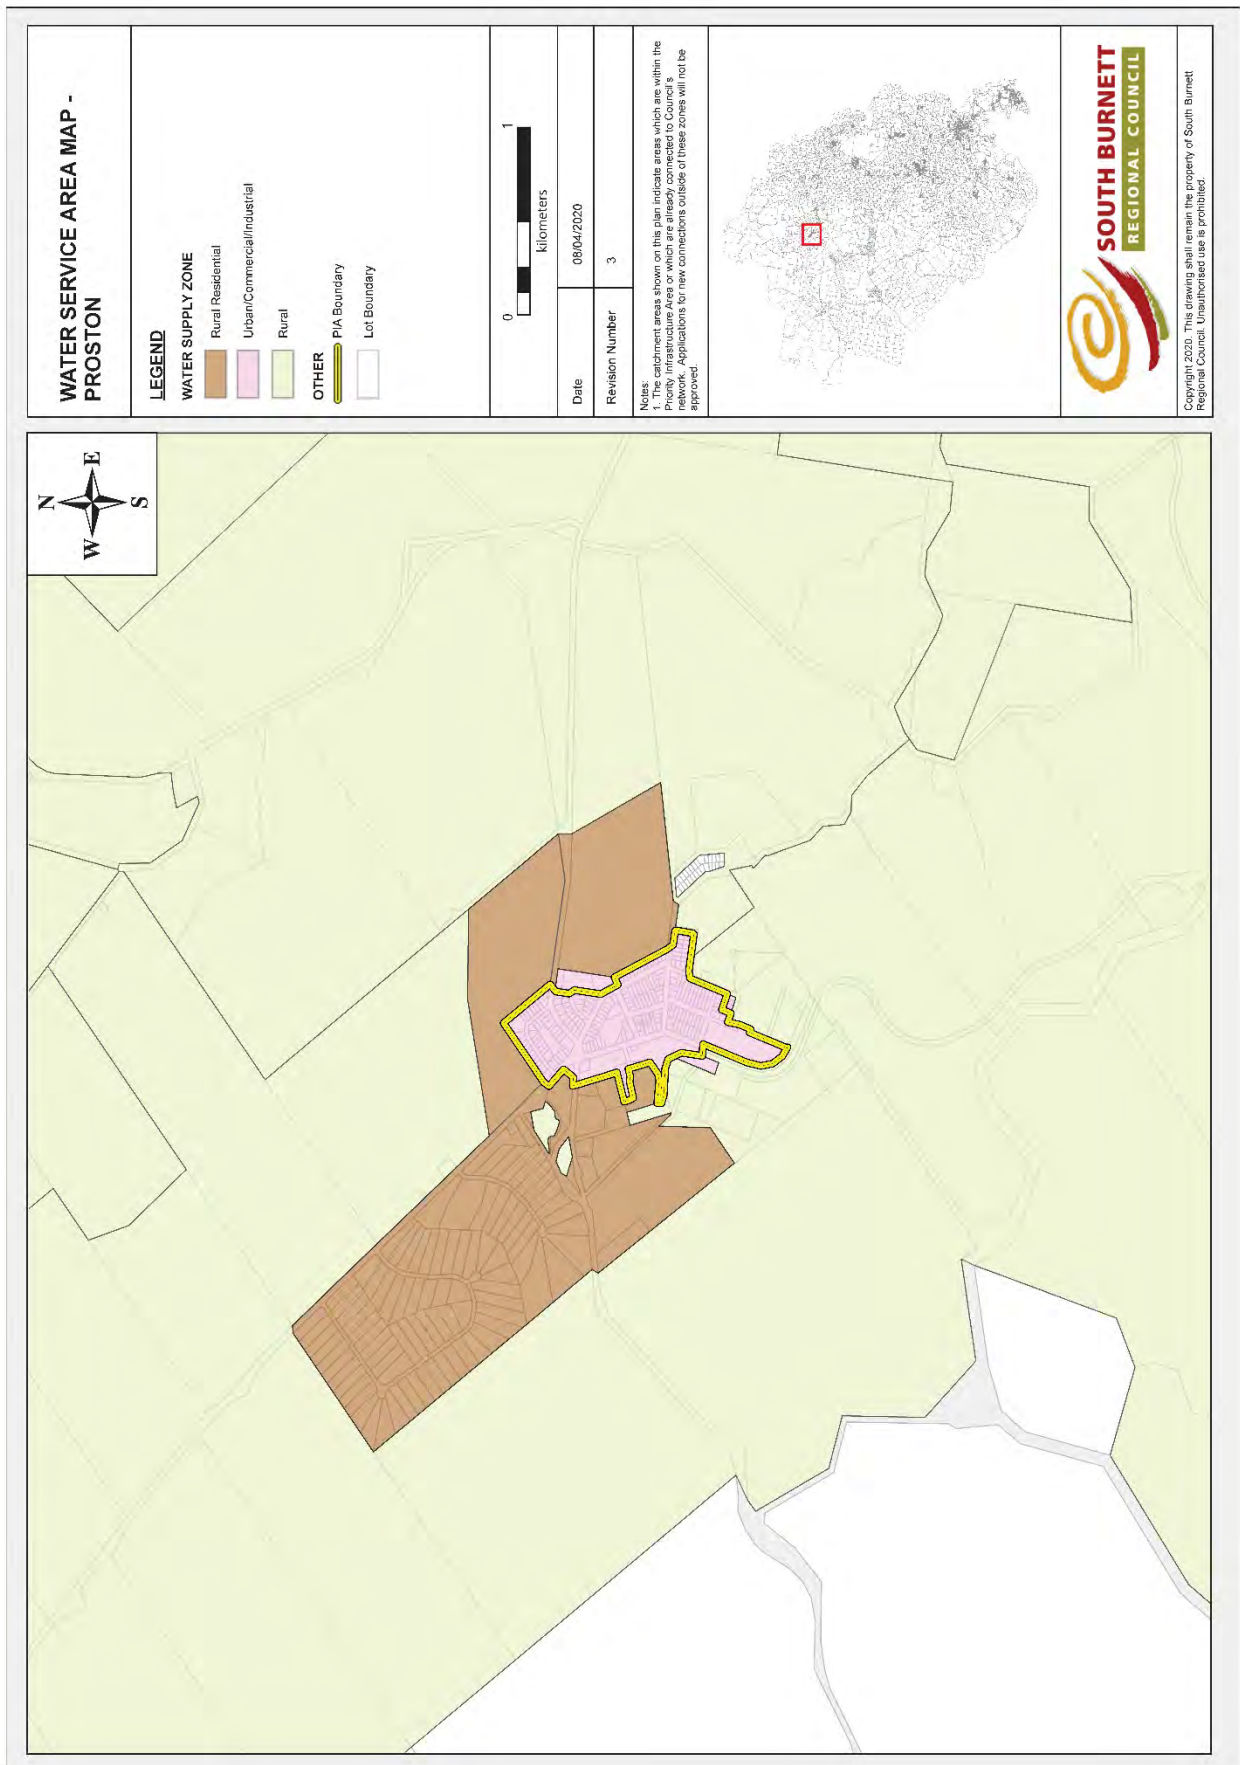 WATER SERVICE AREA MAP -
PROSTON
LEGEND
WATER SUPPLY ZONE
Rural Residential
Urban/Commercial/Industrial
Rural
OTHER
PIA Boundary
Lot Boundary
0 1
kilometers
Date 08/04/2020
Revision Number 3
Notes:
1. The catchment areas shown on this plan indicate areas which are within the
Priority Infrastructure Area or which are already connected to Council's
network. Applications for new connections outside of these zones will not be
approved.
SOUTH BURNETT
REGIONAL COUNCIL
Copyright 2020. This drawing shall remain the property of South Burnett
Regional Council. Unauthorised use is prohibited.
N
W E
S